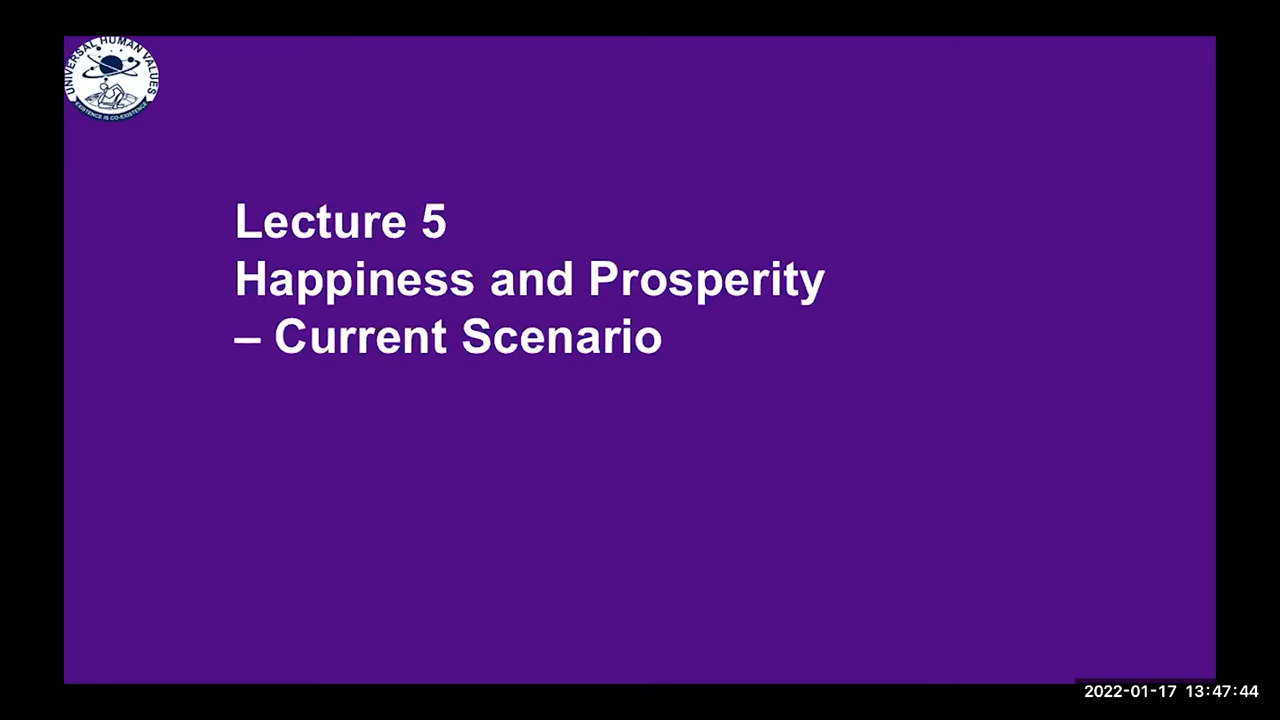 UNIVERSAL HUMAN VALUES
EXISTENCE IS CO-EXISTENCE
Lecture 5
Happiness and Prosperity
– Current Scenario
2022-01-17 13:47:44